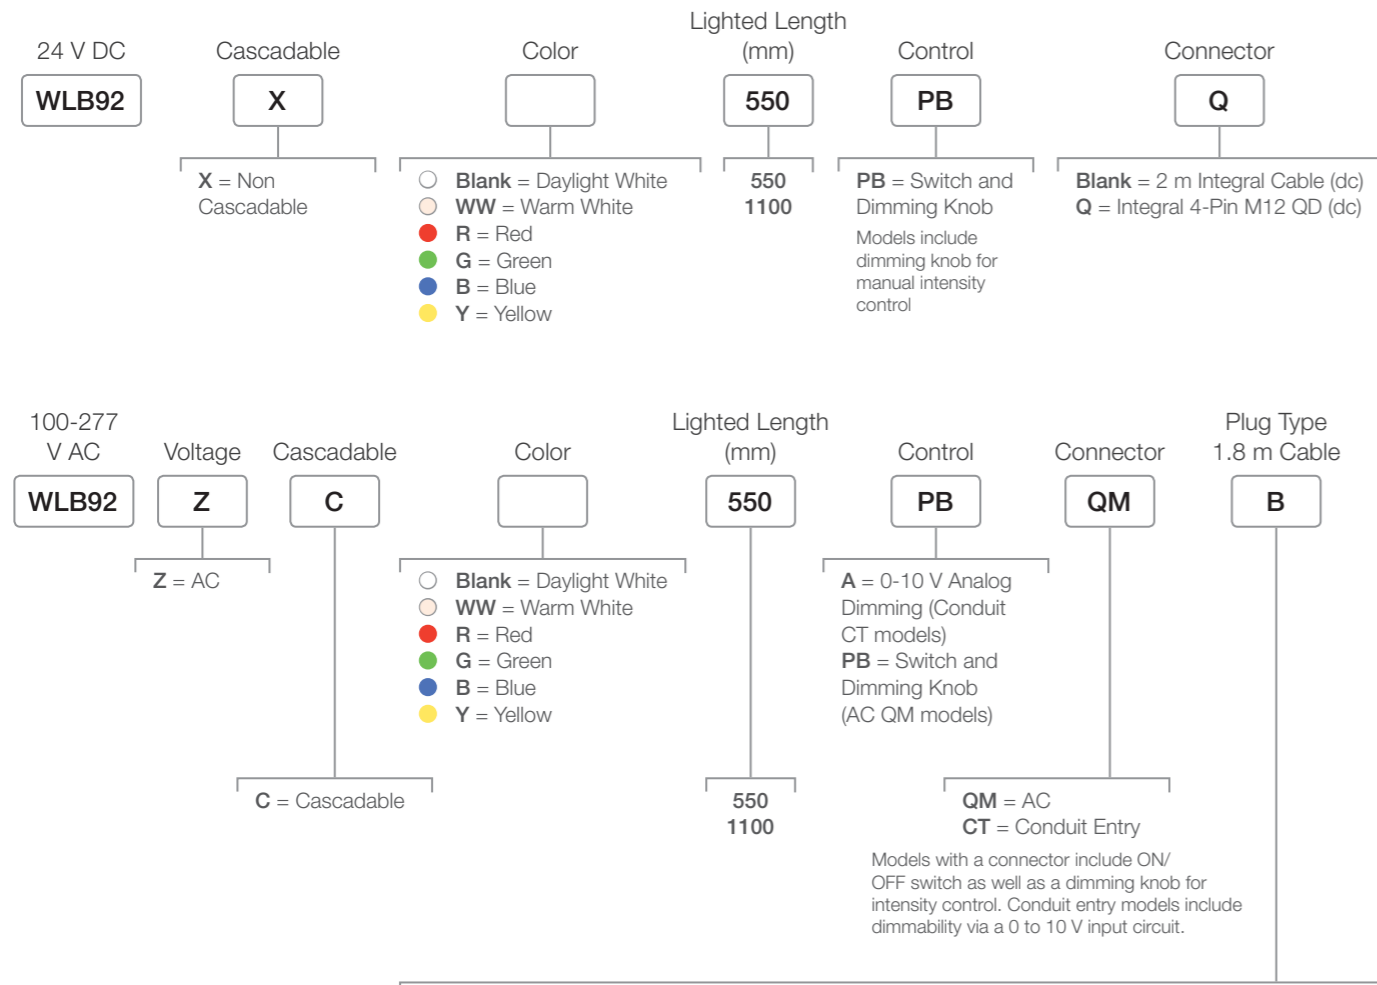 24 V DC
Cascadable
Color
Lighted Length
(mm)
Control
Connector
WLB92
X
550
PB
Q
X = Non
Cascadable
Blank = Daylight White
WW = Warm White
R = Red
G = Green
B = Blue
Y = Yellow
550
1100
PB = Switch and
Dimming Knob
Models include
dimming knob for
manual intensity
control
Blank = 2 m Integral Cable (dc)
Q = Integral 4-Pin M12 QD (dc)
100-277
V AC
Voltage
Cascadable
Color
Lighted Length
(mm)
Control
Connector
Plug Type
1.8 m Cable
WLB92
Z
C
550
PB
QM
B
Z = AC
Blank = Daylight White
WW = Warm White
R = Red
G = Green
B = Blue
Y = Yellow
A = 0-10 V Analog
Dimming (Conduit
CT models)
PB = Switch and
Dimming Knob
(AC QM models)
C = Cascadable
550
1100
QM = AC
CT = Conduit Entry
Models with a connector include ON/
OFF switch as well as a dimming knob for
intensity control. Conduit entry models include
dimmability via a 0 to 10 V input circuit.